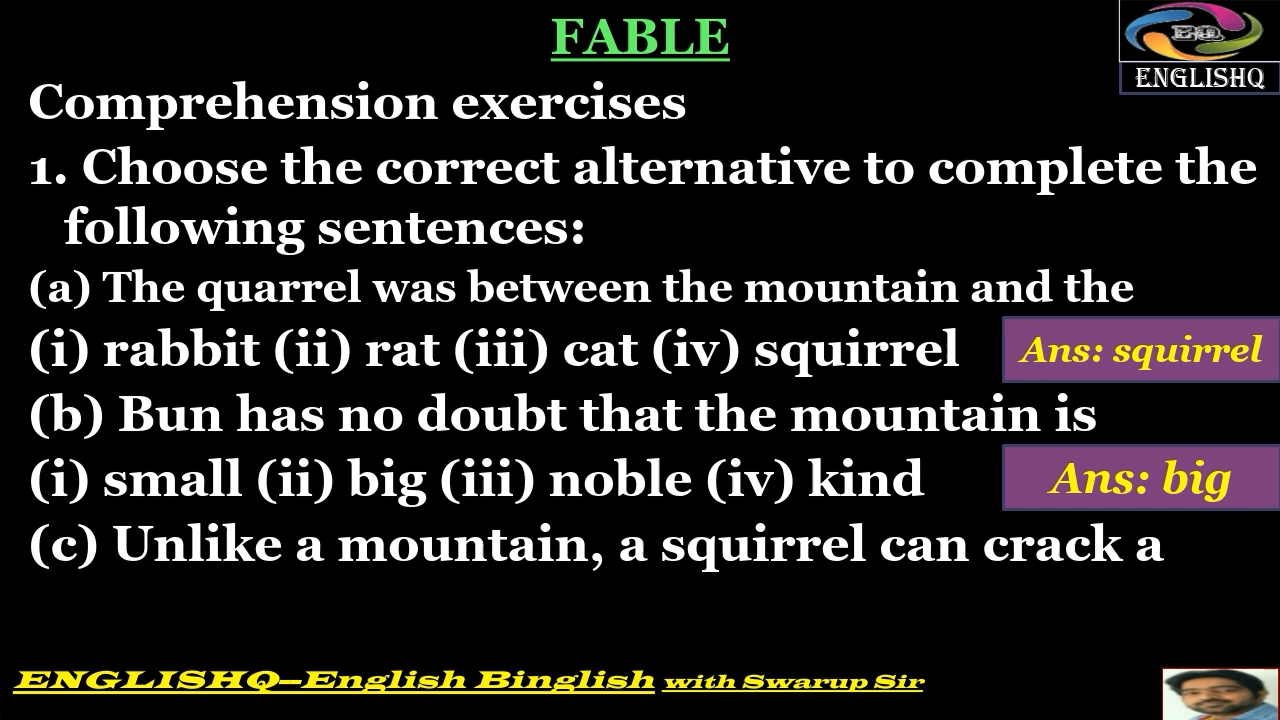 FABLE
EQ
ENGLISHQ
Comprehension exercises
1. Choose the correct alternative to complete the
following sentences:
(a) The quarrel was between the mountain and the
(i) rabbit (ii) rat (iii) cat (iv) squirrel
Ans: squirrel
(b) Bun has no doubt that the mountain is
(i) small (ii) big (iii) noble (iv) kind
Ans: big
(c) Unlike a mountain, a squirrel can crack a
ENGLISHQ–English Binglish with Swarup Sir